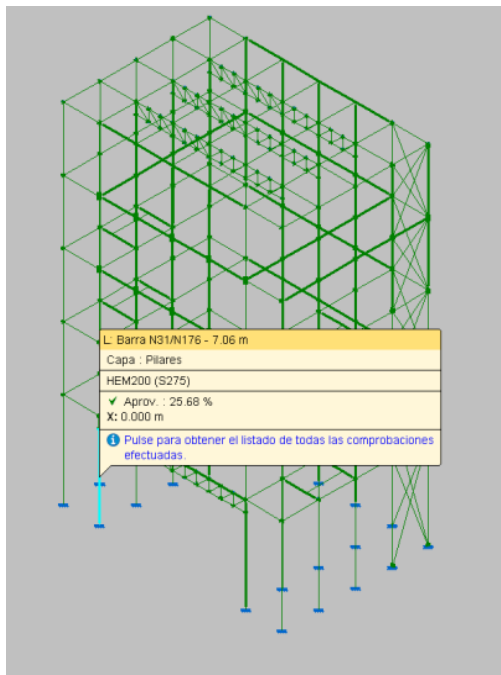 L: Barra N31/N176 - 7.06 m
Capa : Pilares
HEM200 (S275)
Aprov. : 25.68 %
X: 0.000 m
Pulse para obtener el listado de todas las comprobaciones
efectuadas.